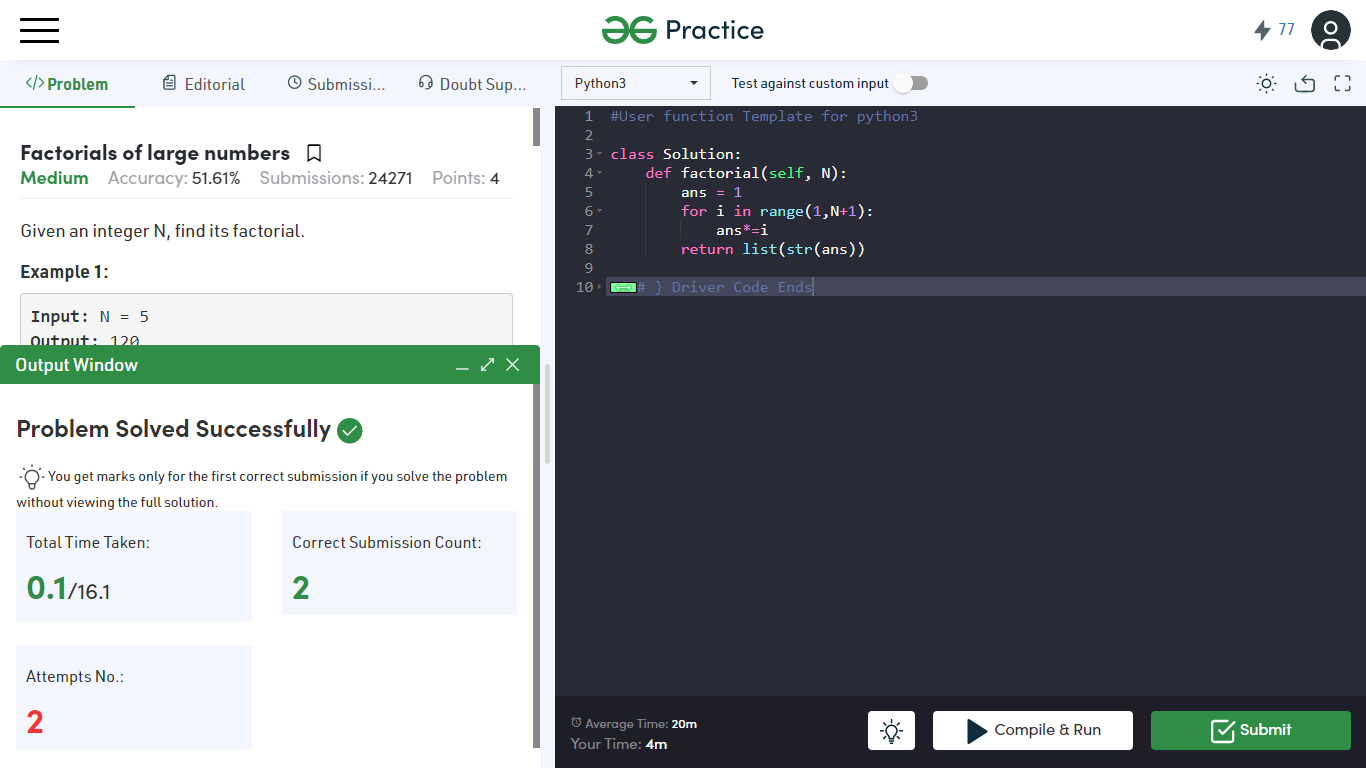 Practice
77
</>Problem
Editorial
Submissi...
Doubt Sup...
Python3
Test against custom input
Factorials of large numbers
Medium Accuracy: 51.61% Submissions: 24271 Points: 4
Given an integer N, find its factorial.
Example 1:
Input: N = 5
Output: 120
Output Window
Problem Solved Successfully
You get marks only for the first correct submission if you solve the problem
without viewing the full solution.
Total Time Taken:
0.1/16.1
Correct Submission Count:
2
Attempts No.:
2
1 #User function Template for python3
2
3 class Solution:
4 def factorial(self, N):
5 ans = 1
6 for i in range(1,N+1):
7 ans*=i
8 return list(str(ans))
9
10 # } Driver Code Ends
Average Time: 20m
Your Time: 4m
Compile & Run
Submit